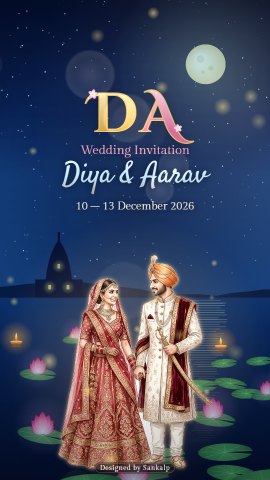 DA
Wedding Invitation
Diya & Aarav
10 — 13 December 2026
Designed by Sankalp